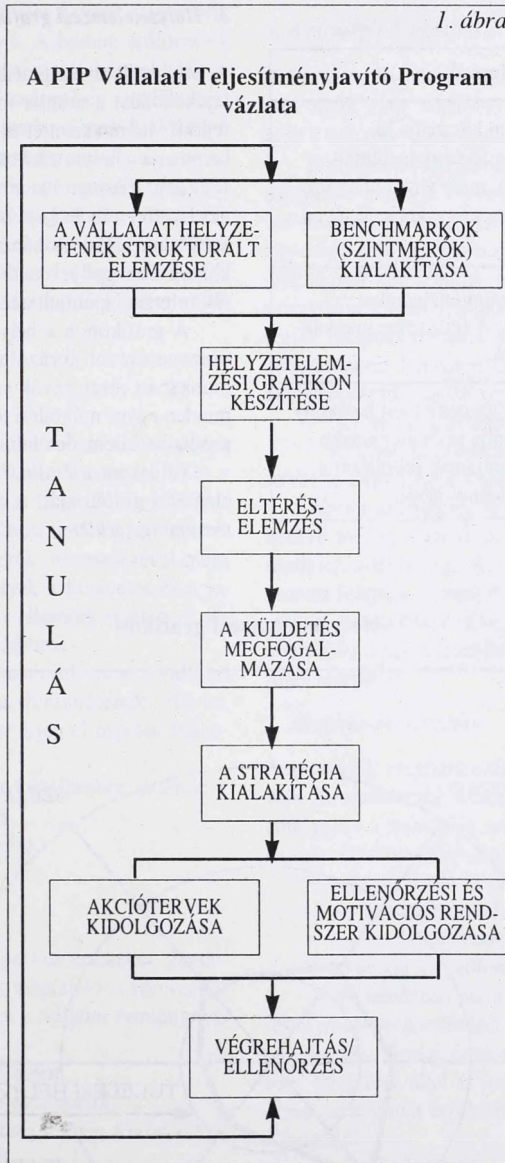 1. ábra
A PIP Vállalati Teljesítményjavító Program
vázlata
A VÁLLALAT HELYZE-
TÉNEK STRUKTURÁLT
ELEMZÉSE
BENCHMARKOK
(SZINTMÉRŐK)
KIALAKÍTÁSA
HELYZETELEM-
ZÉSI GRAFIKON
KÉSZÍTÉSE
T
A
N
U
L
Á
S
ELTÉRÉS-
ELEMZÉS
A KÜLDETÉS
MEGFOGAL-
MAZÁSA
A STRATÉGIA
KIALAKÍTÁSA
AKCIÓTERVEK
KIDOLGOZÁSA
ELLENŐRZÉSI ÉS
MOTIVÁCIÓS REND-
SZER KIDOLGOZÁSA
VÉGREHAJTÁS/
ELLENŐRZÉS